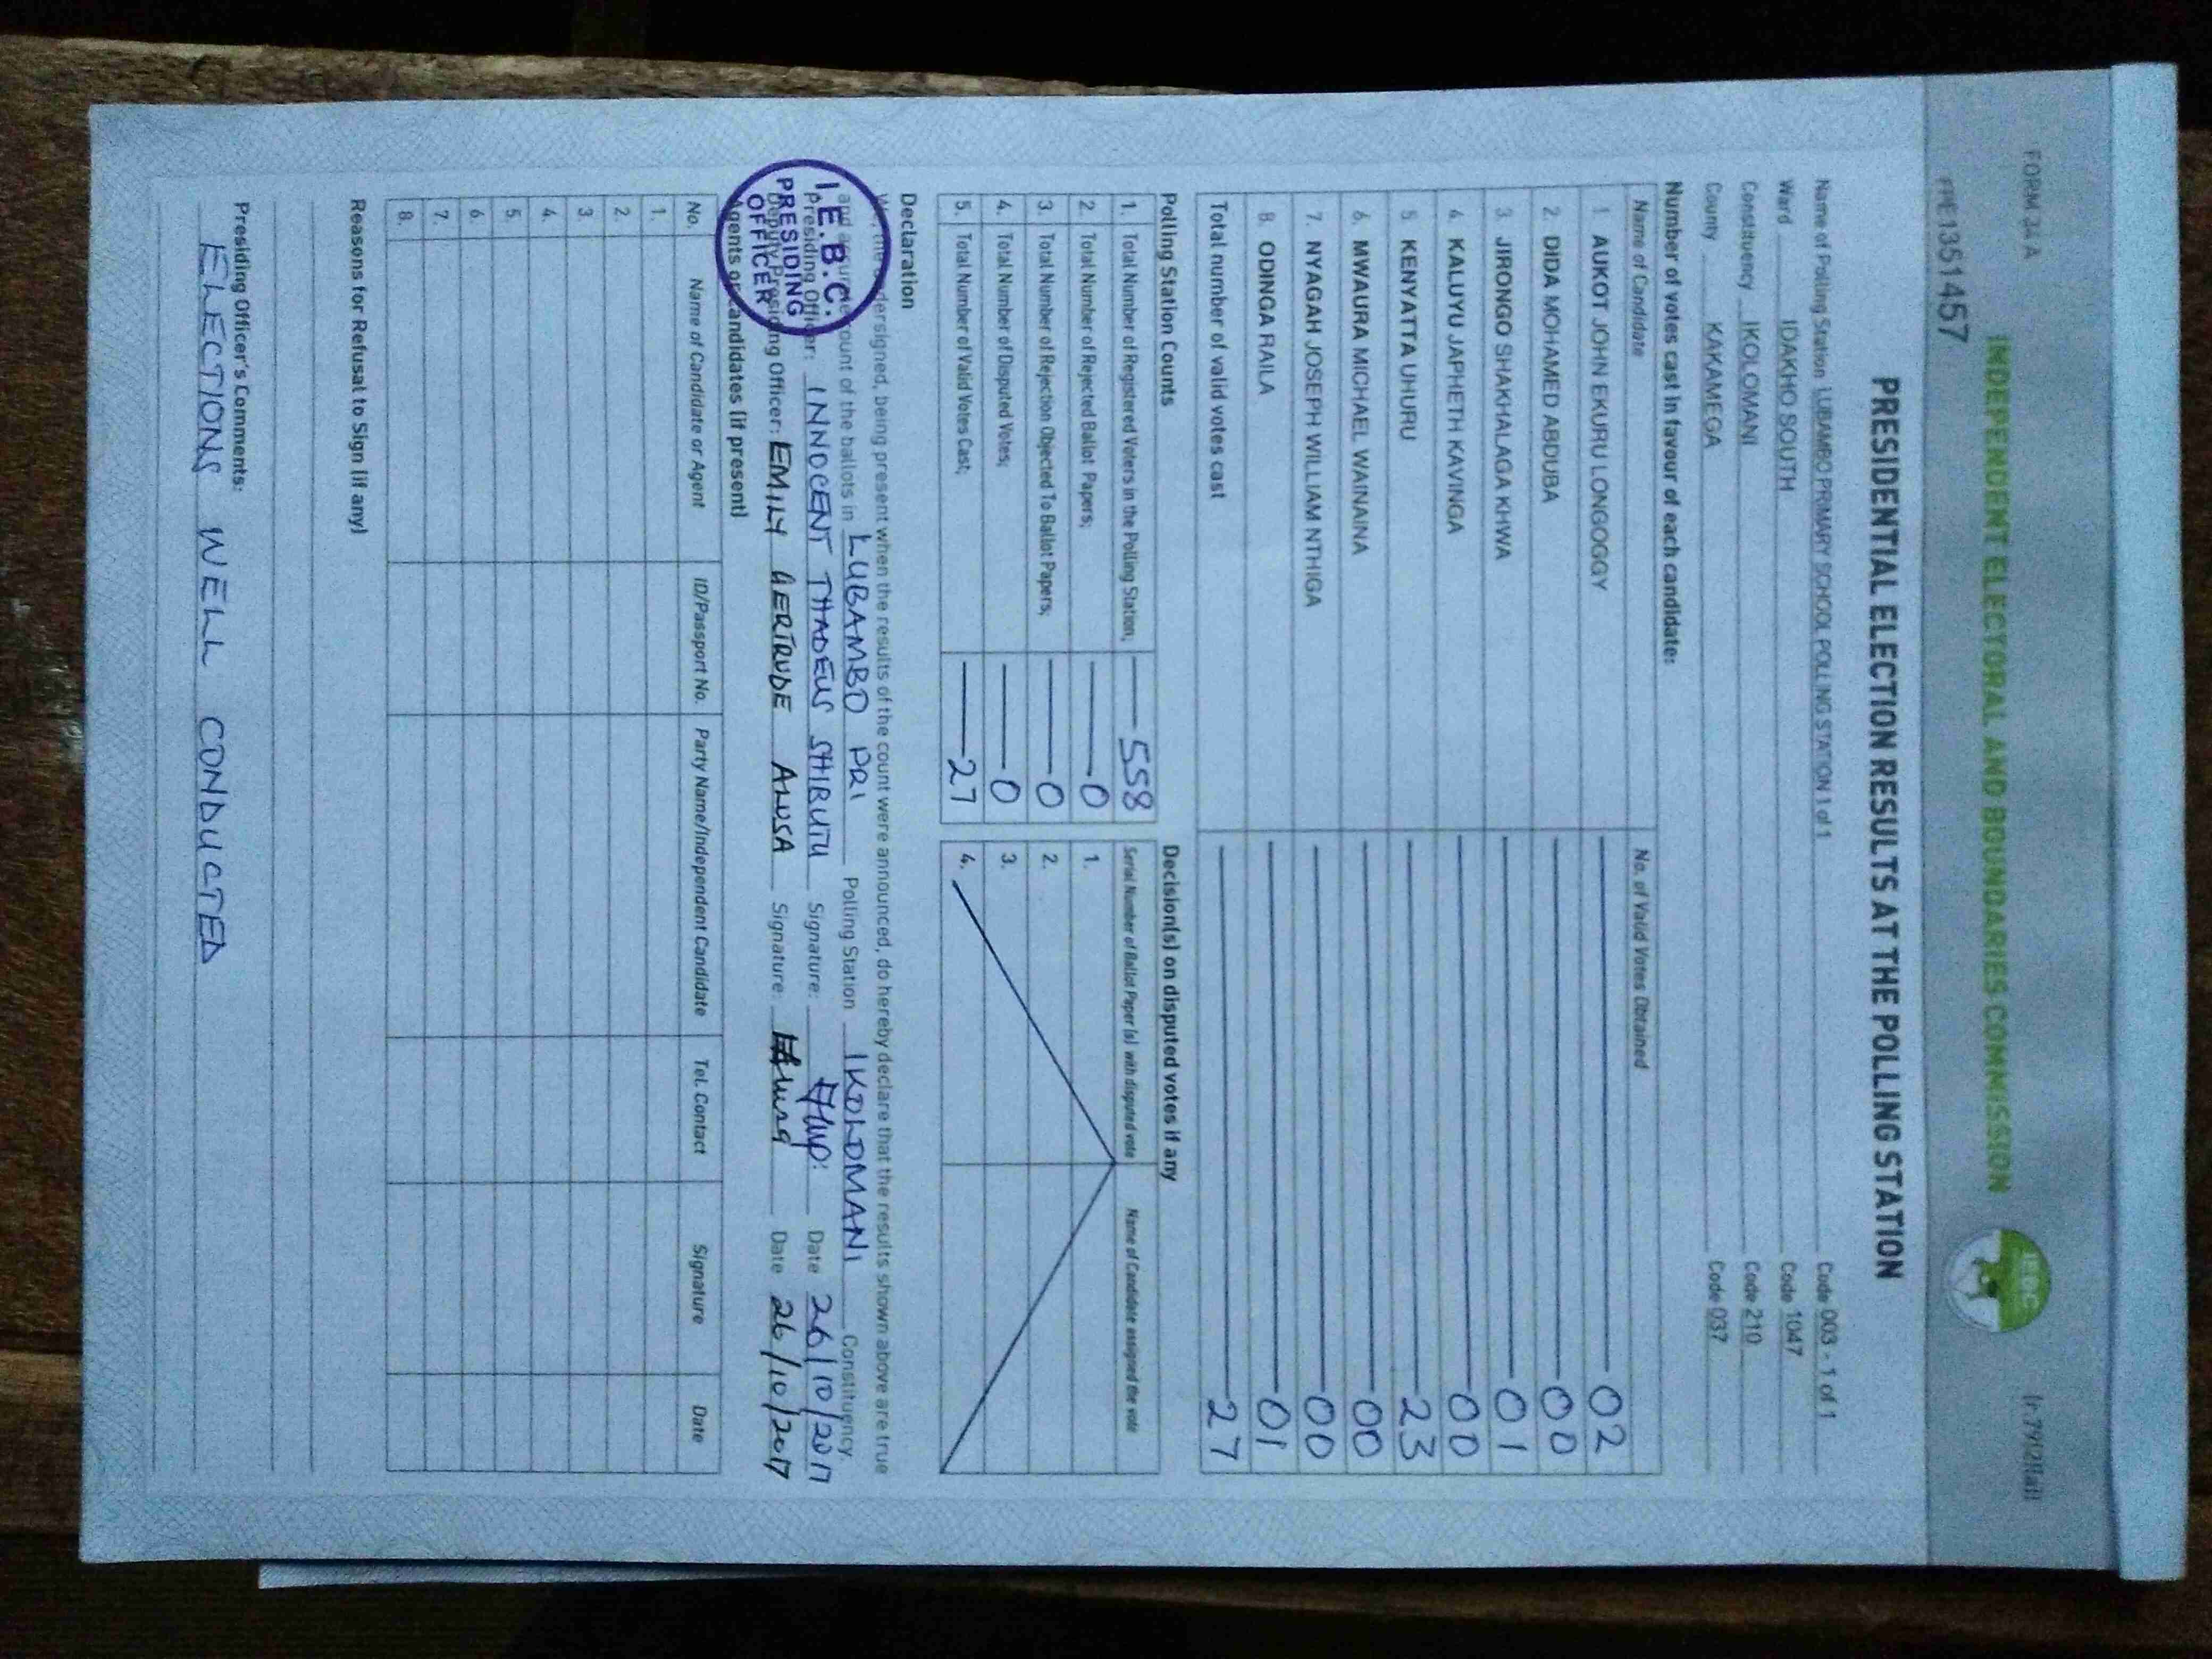 FORM 34 A
INDEPENDENT ELECTORAL AND BOUNDARIES COMMISSION
IEBC
PRESIDENTIAL ELECTION RESULTS AT THE POLLING STATION
Name of Polling Station LUBAMBO PRIMARY SCHOOL POLLING STATION 1 of 1 Code 003 - 1 of 1
Ward IDAKHO SOUTH Code 1047
Constituency IKOLOMANI Code 210
County KAKAMEGA Code 037
Number of votes cast in favour of each candidate:
Name of Candidate No. of Valid Votes Obtained
1. AUKOT JOHN EKURU LONGOGGY 02
2. DIDA MOHAMED ABDUBA 00
3. JIRONGO SHAKHALAGA KHWA 01
4. KALUYU JAPHETH KAVINGA 00
5. KENYATTA UHURU 23
6. MWAURA MICHAEL WAINAINA 00
7. NYAGAH JOSEPH WILLIAM NTHIGA 00
8. ODINGA RAILA 01
Total number of valid votes cast 27
Polling Station Counts Decision(s) on disputed votes if any
1. Total Number of Registered Voters in the Polling Station; 558 Serial Number of Ballot Paper (s) with disputed vote Name of Candidate assigned the vote
2. Total Number of Rejected Ballot Papers; 0 1.
3. Total Number of Rejection Objected To Ballot Papers; 0 2.
4. Total Number of Disputed Votes; 0 3.
5. Total Number of Valid Votes Cast; 27 4.
Declaration
undersigned, being present when the results of the count were announced, do hereby declare that the results shown above are true
and count of the ballots in LUBAMBO PRI Polling Station IKOLOMANI Constituency.
Presiding Officer: INNOCENT THADEUS SHIRUTU Signature: Date 26/10/2017
Deputy Presiding Officer: EMILY GERTRUDE ALUSA Signature: Date 26/10/2017
I.E.B.C.
PRESIDING
OFFICER
Agents or Candidates (if present)
No. Name of Candidate or Agent ID/Passport No. Party Name/Independent Candidate Tel. Contact Signature Date
1.
2.
3.
4.
5.
6.
7.
8.
Reasons for Refusal to Sign (if any)
Presiding Officer's Comments:
ELECTIONS WELL CONDUCTED